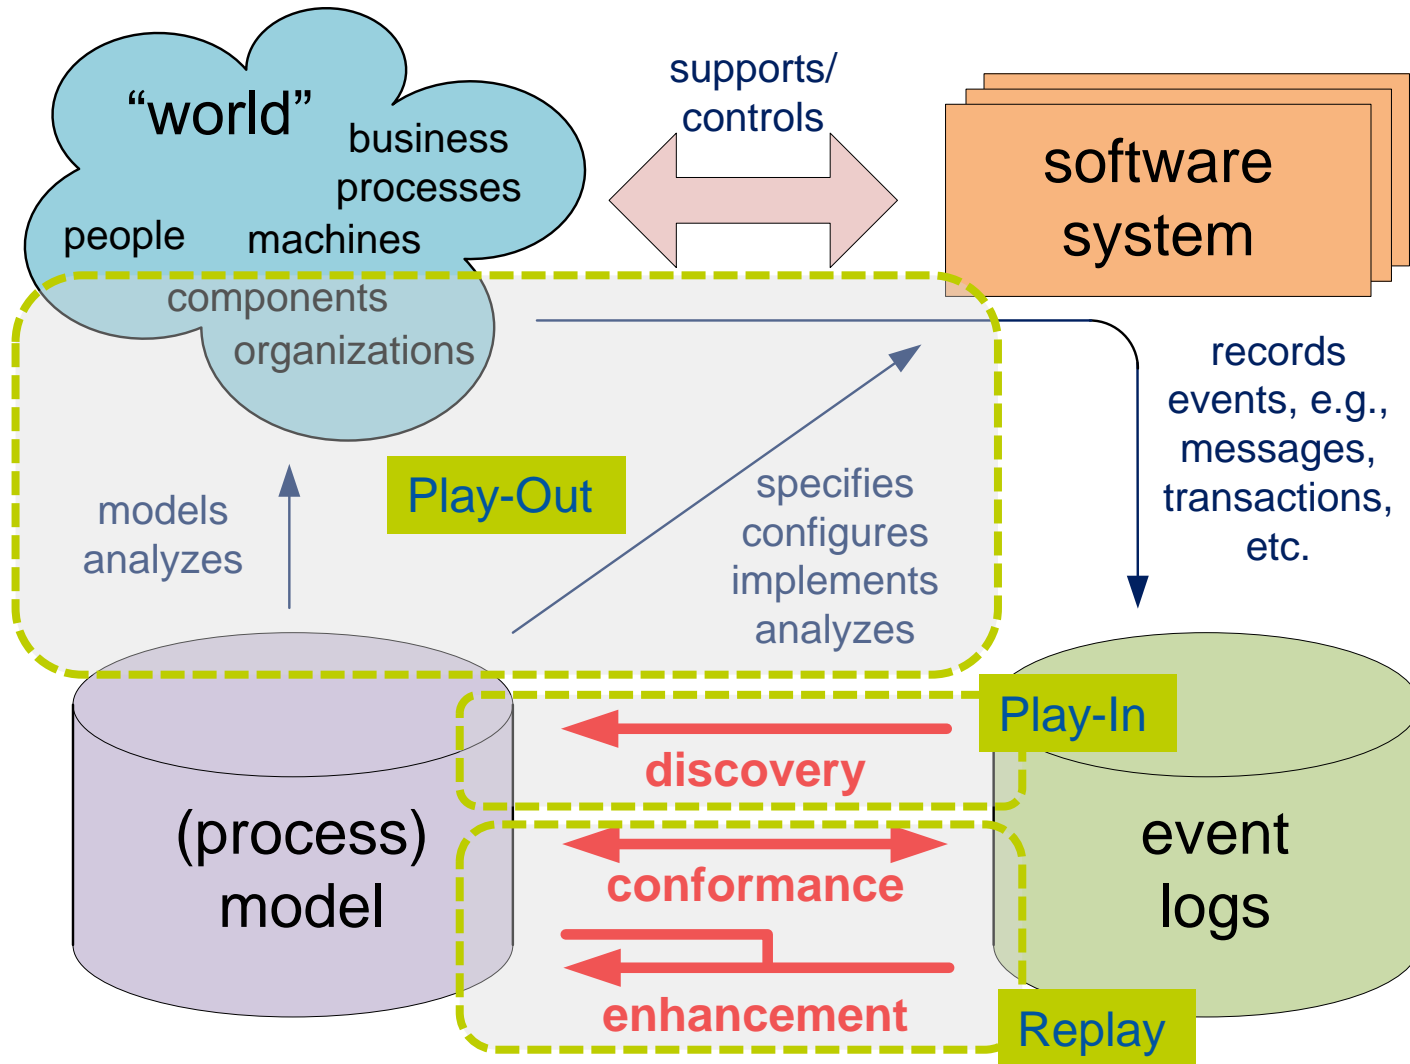 “world”
business
processes
people
machines
components
organizations
supports/
controls
software
system
records
events, e.g.,
messages,
transactions,
etc.
models
analyzes
Play-Out
specifies
configures
implements
analyzes
Play-In
discovery
(process)
model
conformance
enhancement
event
logs
Replay